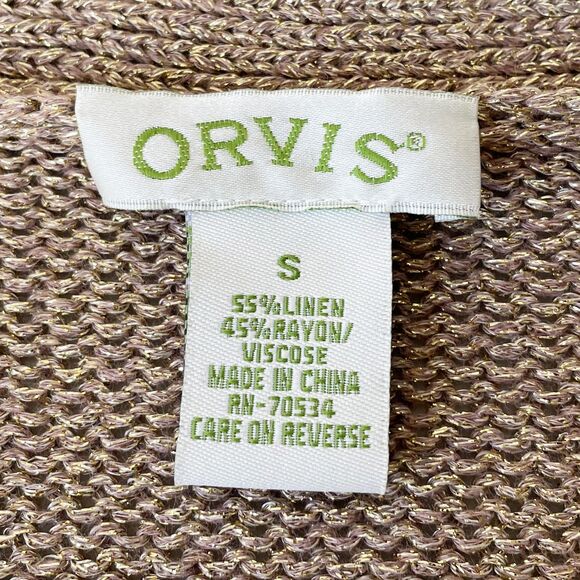 ORVIS®
S
55%LINEN
45%RAYON/
VISCOSE
MADE IN CHINA
RN-70534
CARE ON REVERSE